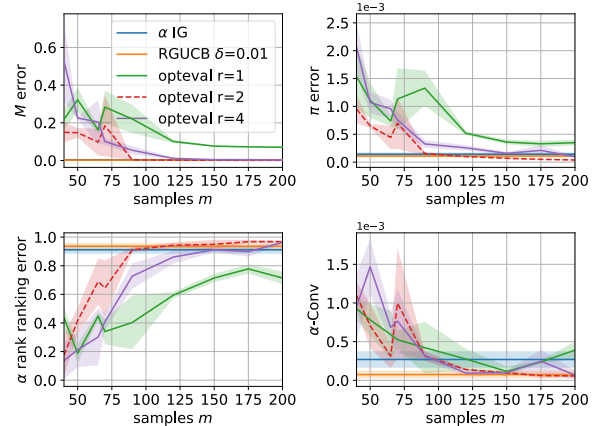 1e−3
α IG
RGUCB δ=0.01
opteval r=1
opteval r=2
opteval r=4
M error
0.6
0.4
0.2
0.0
50 75 100 125 150 175 200
samples m
π error
2.5
2.0
1.5
1.0
0.5
0.0
50 75 100 125 150 175 200
samples m
α rank ranking error
1.0
0.8
0.6
0.4
0.2
0.0
50 75 100 125 150 175 200
samples m
1e−3
α-Conv
1.5
1.0
0.5
0.0
50 75 100 125 150 175 200
samples m